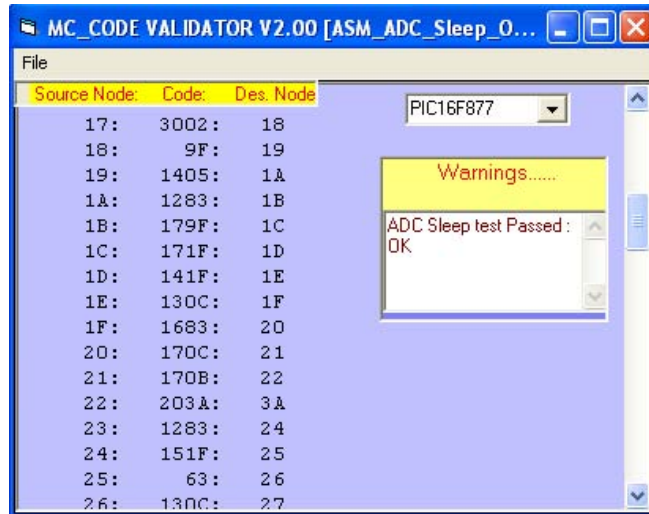 MC_CODE VALIDATOR V2.00 [ASM_ADC_Sleep_O...
File
Source Node: Code: Des. Node
PIC16F877
17: 3002: 18
18: 9F: 19
19: 1405: 1A
1A: 1283: 1B
1B: 179F: 1C
1C: 171F: 1D
1D: 141F: 1E
1E: 130C: 1F
1F: 1683: 20
20: 170C: 21
21: 170B: 22
22: 203A: 3A
23: 1283: 24
24: 151F: 25
25: 63: 26
26: 130C: 27
Warnings......
ADC Sleep test Passed :
OK